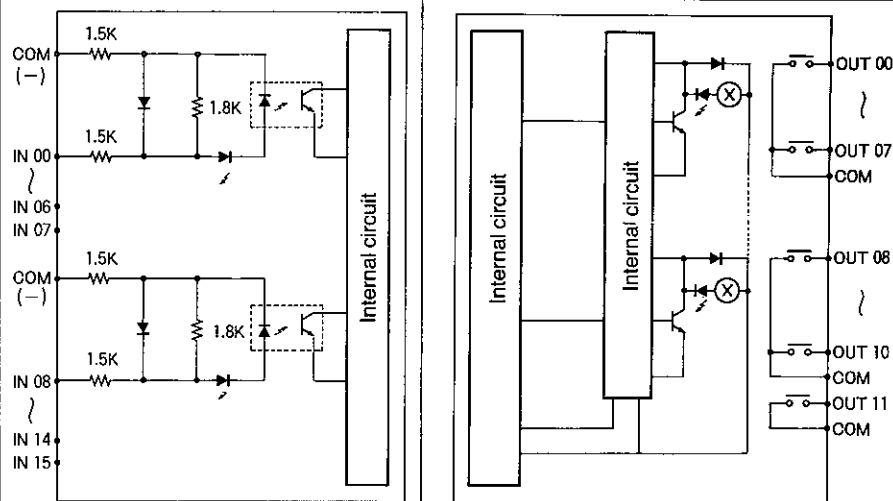 1.5K
COM
(−)
1.8K
1.5K
IN 00
IN 06
IN 07
1.5K
COM
(−)
1.8K
1.5K
IN 08
IN 14
IN 15
Internal circuit
Internal circuit
Internal circuit
X
X
OUT 00
OUT 07
COM
OUT 08
OUT 10
COM
OUT 11
COM